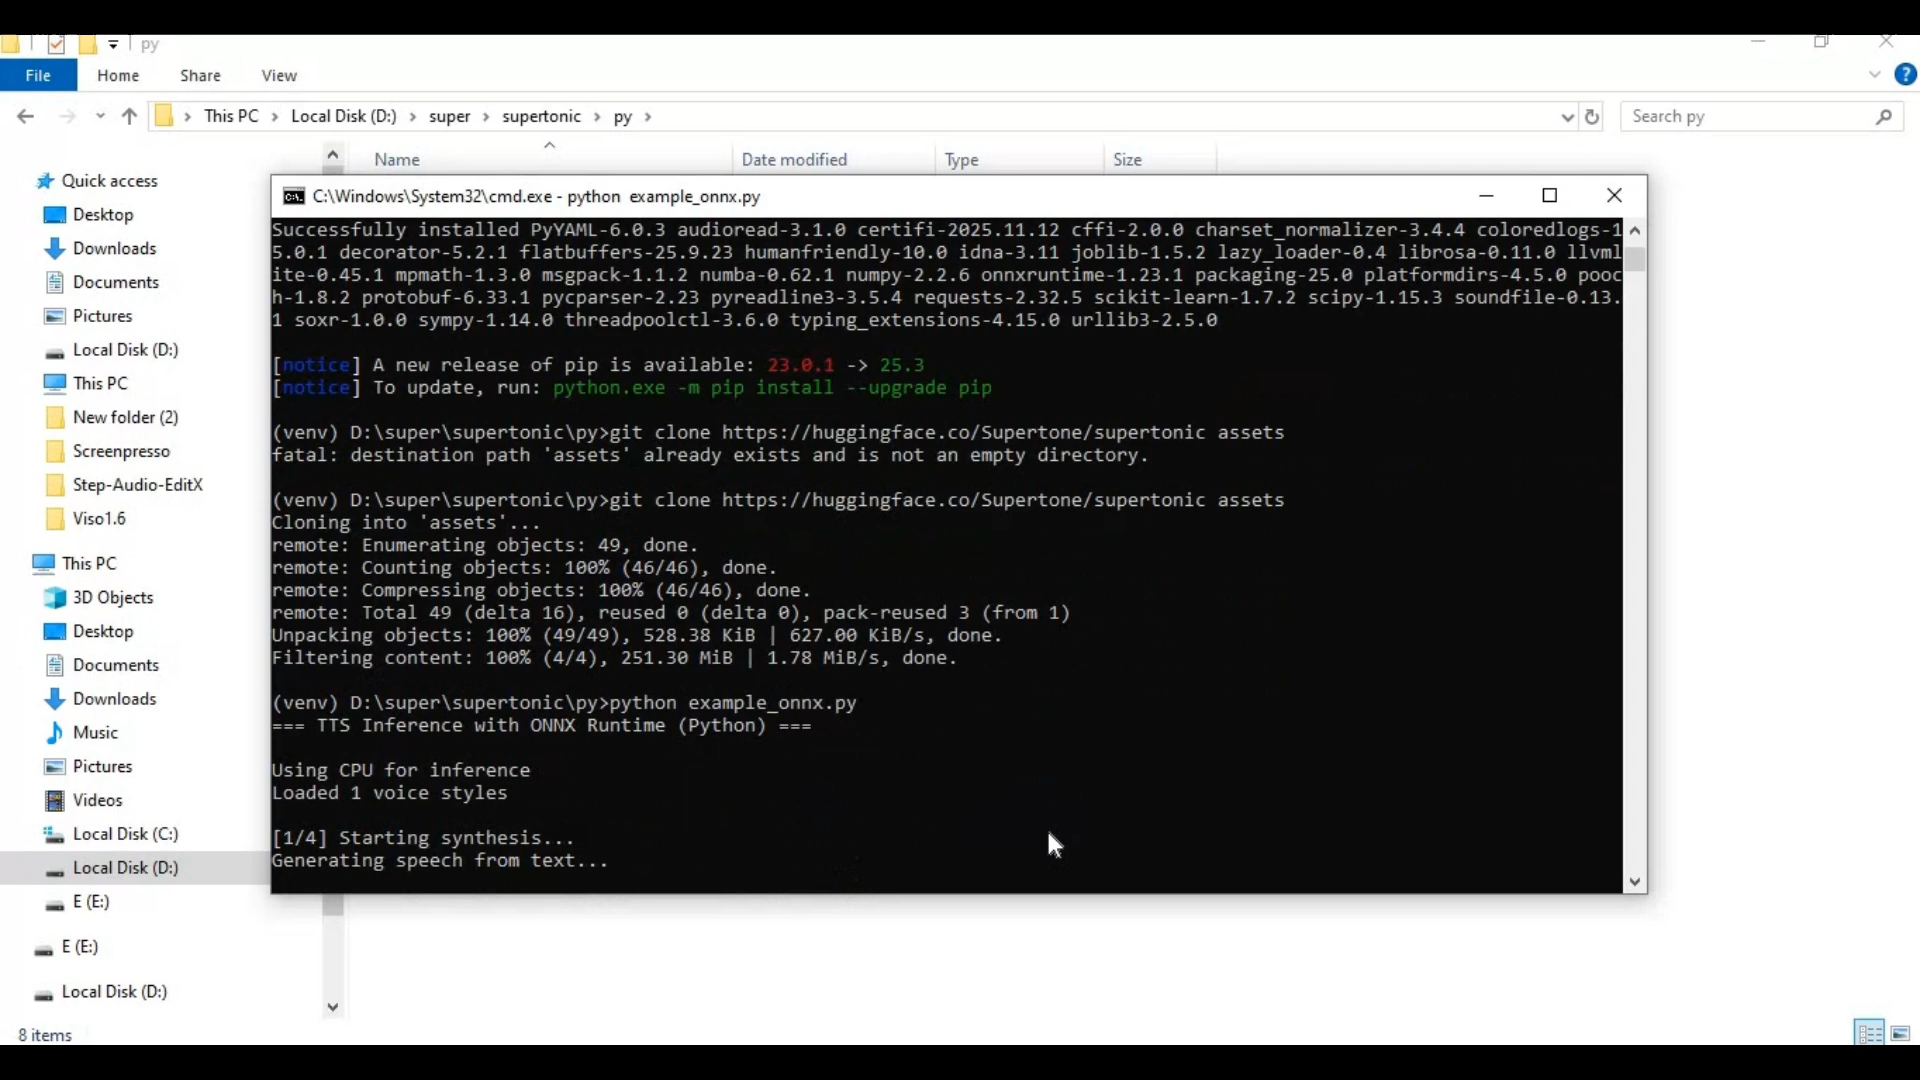 py
File Home Share View
This PC Local Disk (D:) super supertonic py
Search py
Name Date modified Type Size
Quick access
Desktop
Downloads
Documents
Pictures
Local Disk (D:)
This PC
New folder (2)
Screenpresso
Step-Audio-EditX
Viso1.6
This PC
3D Objects
Desktop
Documents
Downloads
Music
Pictures
Videos
Local Disk (C:)
Local Disk (D:)
E (E:)
E (E:)
Local Disk (D:)
8 items
C:\Windows\System32\cmd.exe - python example_onnx.py
Successfully installed PyYAML-6.0.3 audioread-3.1.0 certifi-2025.11.12 cffi-2.0.0 charset_normalizer-3.4.4 coloredlogs-1
5.0.1 decorator-5.2.1 flatbuffers-25.9.23 humanfriendly-10.0 idna-3.11 joblib-1.5.2 lazy_loader-0.4 librosa-0.11.0 llvml
ite-0.45.1 mpmath-1.3.0 msgpack-1.1.2 numba-0.62.1 numpy-2.2.6 onnxruntime-1.23.1 packaging-25.0 platformdirs-4.5.0 pooc
h-1.8.2 protobuf-6.33.1 pycparser-2.23 pyreadline3-3.5.4 requests-2.32.5 scikit-learn-1.7.2 scipy-1.15.3 soundfile-0.13.
1 soxr-1.0.0 sympy-1.14.0 threadpoolctl-3.6.0 typing_extensions-4.15.0 urllib3-2.5.0
[notice] A new release of pip is available: 23.0.1 -> 25.3
[notice] To update, run: python.exe -m pip install --upgrade pip
(venv) D:\super\supertonic\py>git clone https://huggingface.co/Supertone/supertonic assets
fatal: destination path 'assets' already exists and is not an empty directory.
(venv) D:\super\supertonic\py>git clone https://huggingface.co/Supertone/supertonic assets
Cloning into 'assets'...
remote: Enumerating objects: 49, done.
remote: Counting objects: 100% (46/46), done.
remote: Compressing objects: 100% (46/46), done.
remote: Total 49 (delta 16), reused 0 (delta 0), pack-reused 3 (from 1)
Unpacking objects: 100% (49/49), 528.38 KiB | 627.00 KiB/s, done.
Filtering content: 100% (4/4), 251.30 MiB | 1.78 MiB/s, done.
(venv) D:\super\supertonic\py>python example_onnx.py
=== TTS Inference with ONNX Runtime (Python) ===
Using CPU for inference
Loaded 1 voice styles
[1/4] Starting synthesis...
Generating speech from text...